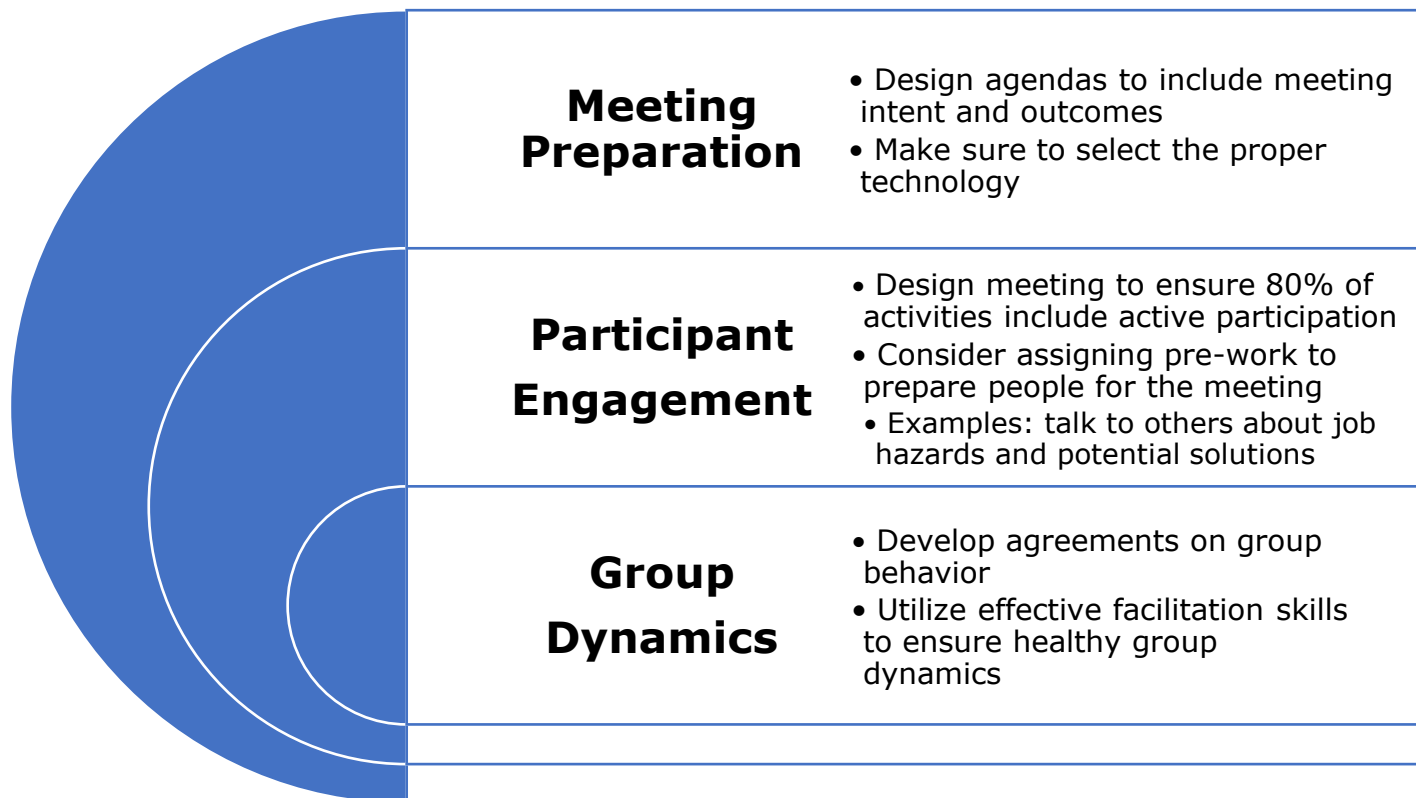 Meeting
Preparation
• Design agendas to include meeting
intent and outcomes
• Make sure to select the proper
technology
Participant
Engagement
• Design meeting to ensure 80% of
activities include active participation
• Consider assigning pre-work to
prepare people for the meeting
• Examples: talk to others about job
hazards and potential solutions
Group
Dynamics
• Develop agreements on group
behavior
• Utilize effective facilitation skills
to ensure healthy group
dynamics